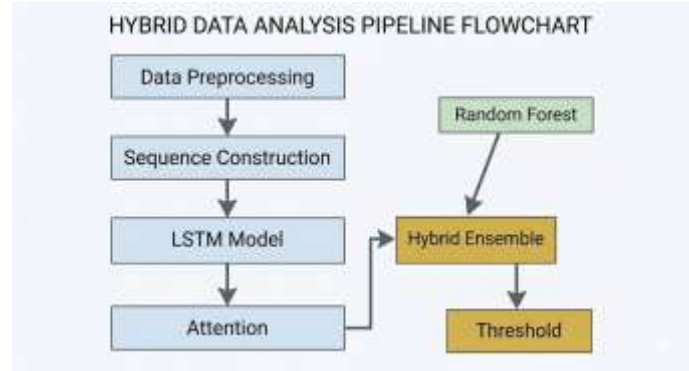 HYBRID DATA ANALYSIS PIPELINE FLOWCHART
Data Preprocessing
Sequence Construction
LSTM Model
Attention
Random Forest
Hybrid Ensemble
Threshold